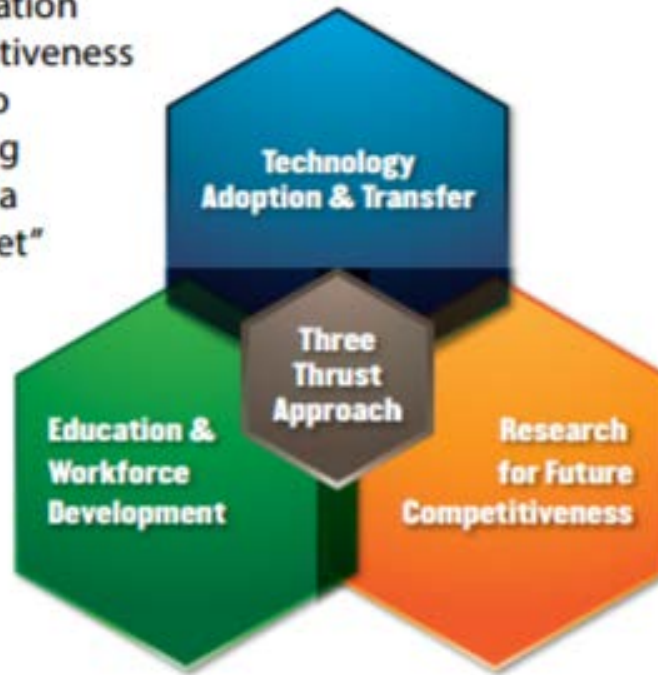 ation
tiveness
g
a
et"
Technology
Adoption & Transfer
Three
Thrust
Approach
Education &
Workforce
Development
Research
for Future
Competitiveness